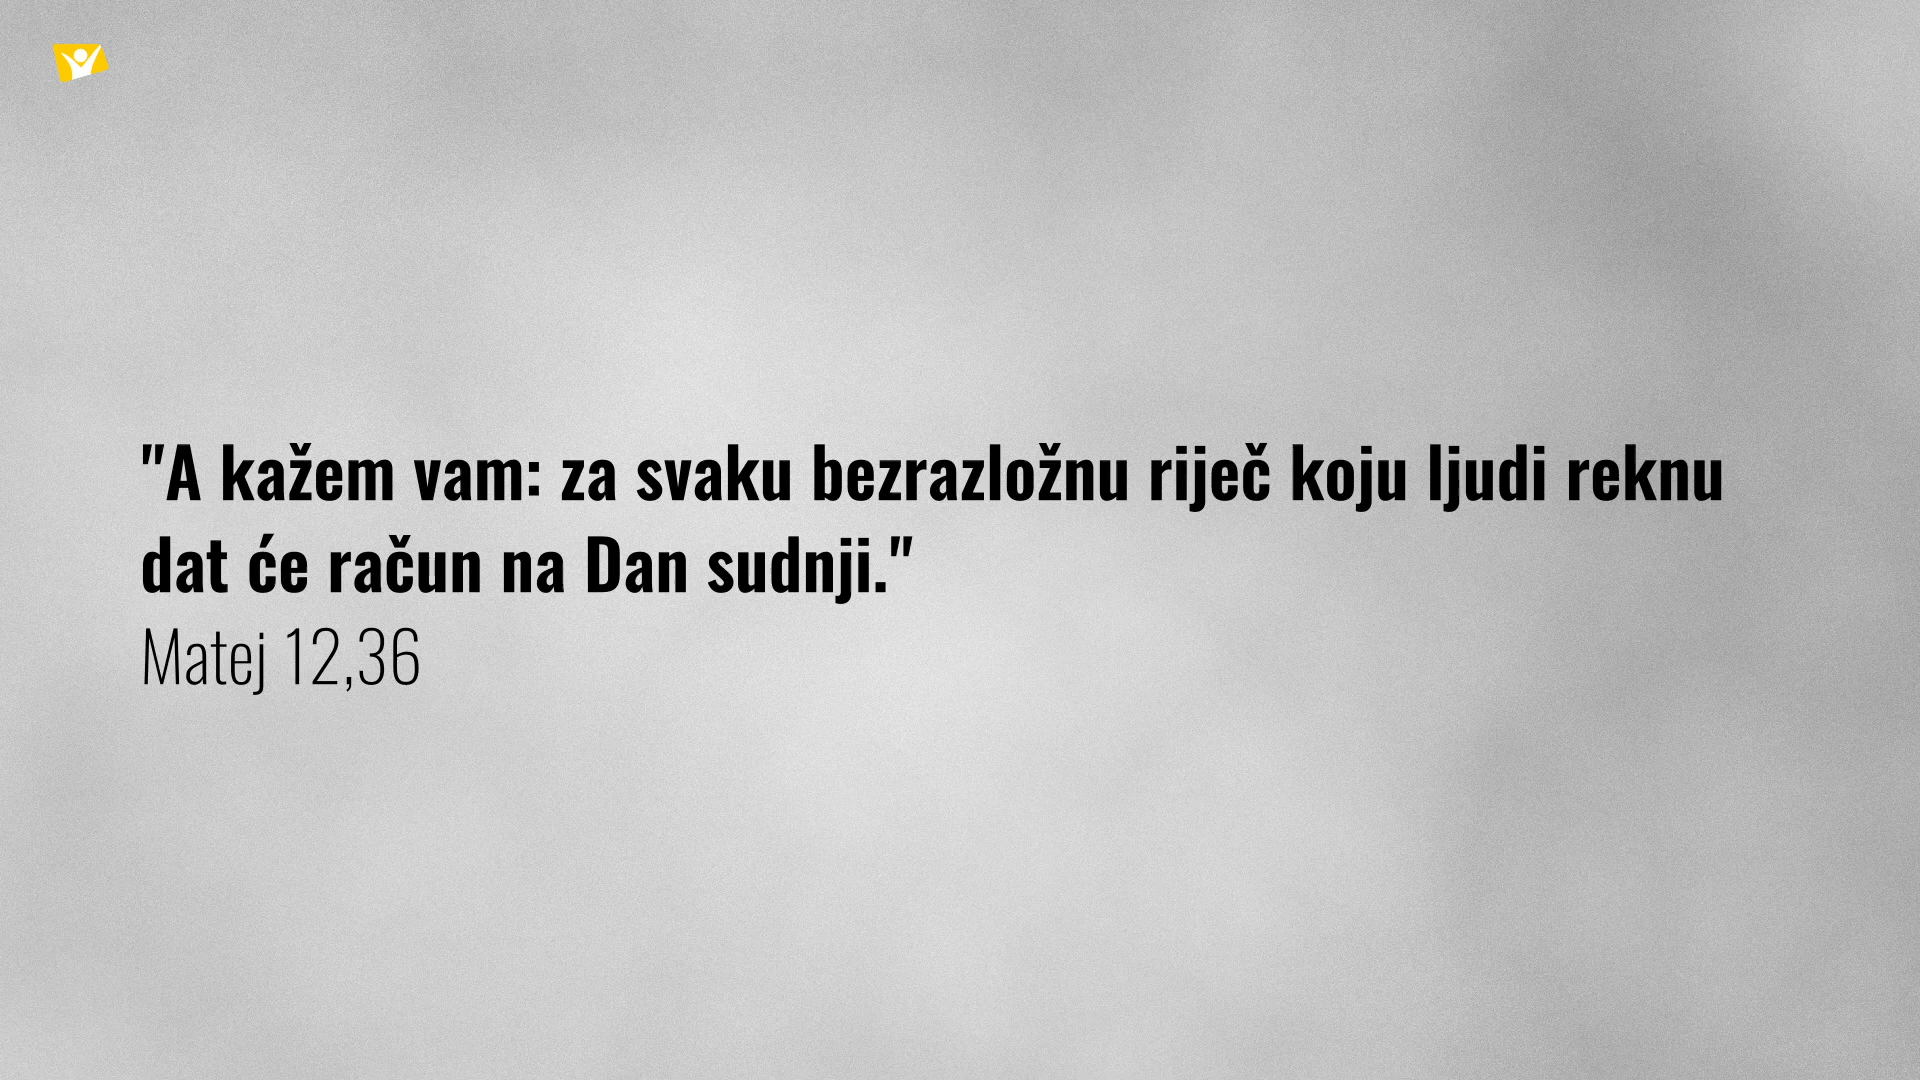 "A kažem vam: za svaku bezrazložnu riječ koju ljudi reknu
dat će račun na Dan sudnji."
Matej 12,36